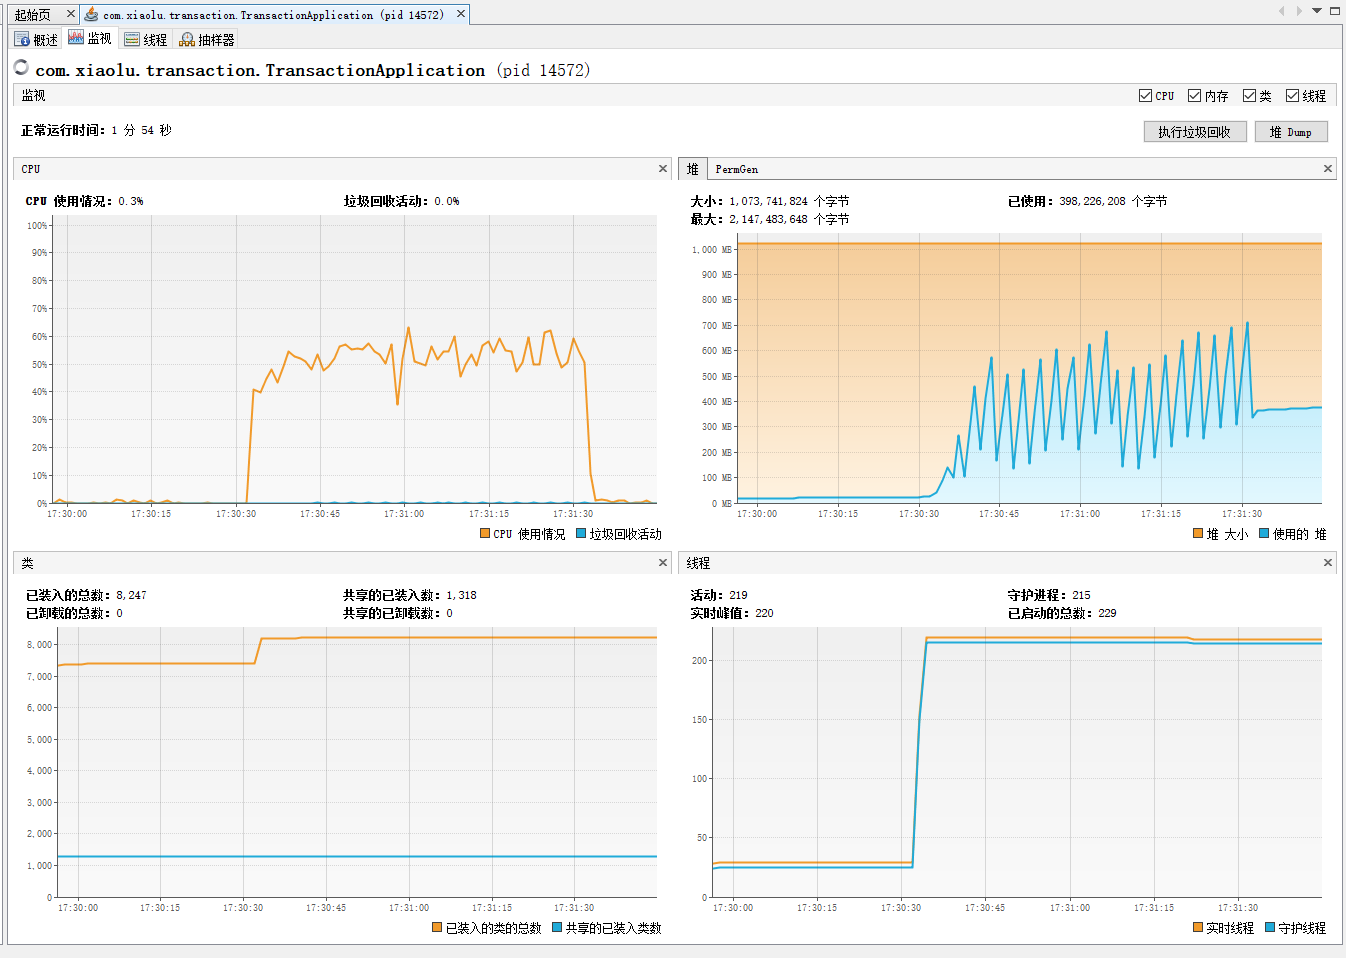 起始页 com.xiaolu.transaction.TransactionApplication (pid 14572)
概述 监视 线程 抽样器
com.xiaolu.transaction.TransactionApplication (pid 14572)
监视 CPU 内存 类 线程
正常运行时间: 1 分 54 秒 执行垃圾回收 堆 Dump
CPU
CPU 使用情况: 0.3% 垃圾回收活动: 0.0%
100%
90%
80%
70%
60%
50%
40%
30%
20%
10%
0%
17:30:00 17:30:15 17:30:30 17:30:45 17:31:00 17:31:15 17:31:30
CPU 使用情况 垃圾回收活动
堆 PermGen
大小: 1,073,741,824 个字节 已使用: 398,226,208 个字节
最大: 2,147,483,648 个字节
1,000 MB
900 MB
800 MB
700 MB
600 MB
500 MB
400 MB
300 MB
200 MB
100 MB
0 MB
17:30:00 17:30:15 17:30:30 17:30:45 17:31:00 17:31:15 17:31:30
堆 大小 使用的 堆
类
已装入的总数: 8,247 共享的已装入数: 1,318
已卸载的总数: 0 共享的已卸载数: 0
8,000
7,000
6,000
5,000
4,000
3,000
2,000
1,000
0
17:30:00 17:30:15 17:30:30 17:30:45 17:31:00 17:31:15 17:31:30
已装入的类的总数 共享的已装入类数
线程
活动: 219 守护进程: 215
实时峰值: 220 已启动的总数: 229
200
150
100
50
0
17:30:00 17:30:15 17:30:30 17:30:45 17:31:00 17:31:15 17:31:30
实时线程 守护线程